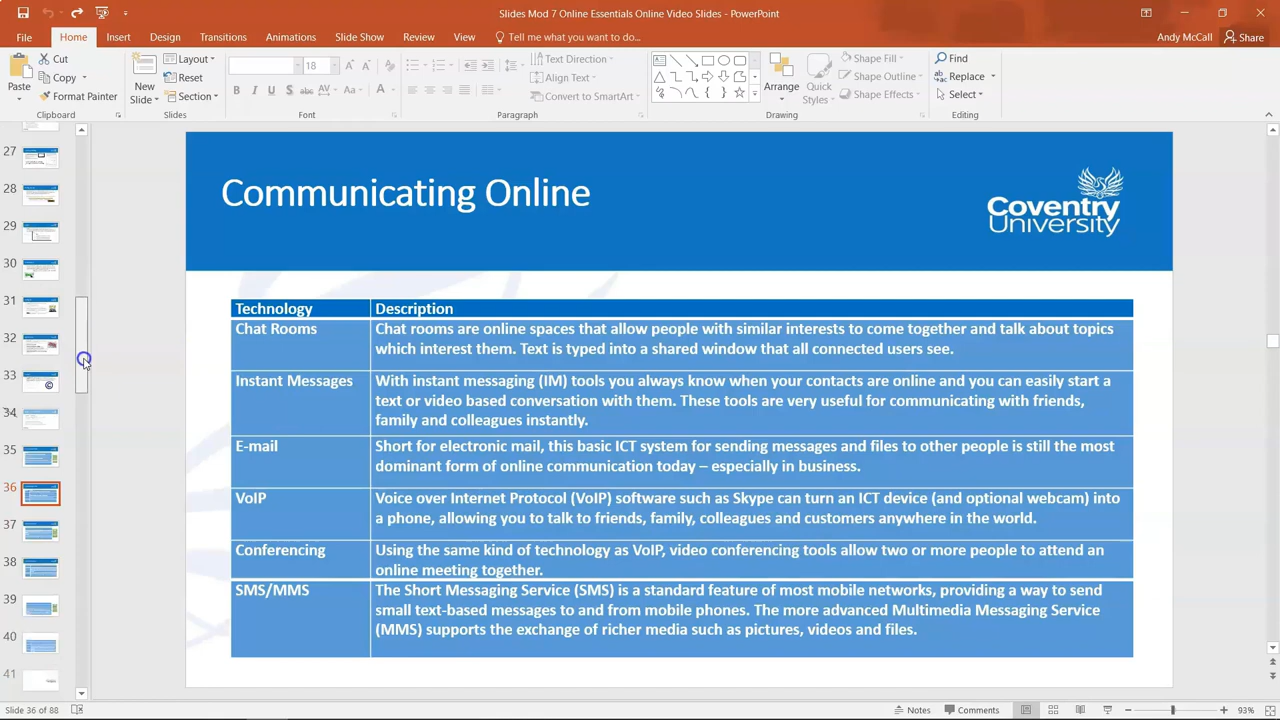 Slides Mod 7 Online Essentials Online Video Slides - PowerPoint
File
Home
Insert
Design
Transitions
Animations
Slide Show
Review
View
Tell me what you want to do...
Andy McCall
Share
Paste
Cut
Copy
Format Painter
Clipboard
New
Slide
Layout
Reset
Section
Slides
18
B I U S abc AV Aa A
Font
Text Direction
Align Text
Convert to SmartArt
Paragraph
Arrange
Quick
Styles
Shape Fill
Shape Outline
Shape Effects
Drawing
Find
Replace
Select
Editing
27
28
29
30
31
32
33
34
35
36
37
38
39
40
41
Communicating Online
Coventry
University
Technology Description
Chat Rooms Chat rooms are online spaces that allow people with similar interests to come together and talk about topics
which interest them. Text is typed into a shared window that all connected users see.
Instant Messages With instant messaging (IM) tools you always know when your contacts are online and you can easily start a
text or video based conversation with them. These tools are very useful for communicating with friends,
family and colleagues instantly.
E-mail Short for electronic mail, this basic ICT system for sending messages and files to other people is still the most
dominant form of online communication today – especially in business.
VoIP Voice over Internet Protocol (VoIP) software such as Skype can turn an ICT device (and optional webcam) into
a phone, allowing you to talk to friends, family, colleagues and customers anywhere in the world.
Conferencing Using the same kind of technology as VoIP, video conferencing tools allow two or more people to attend an
online meeting together.
SMS/MMS The Short Messaging Service (SMS) is a standard feature of most mobile networks, providing a way to send
small text-based messages to and from mobile phones. The more advanced Multimedia Messaging Service
(MMS) supports the exchange of richer media such as pictures, videos and files.
Slide 36 of 88
Notes
Comments
93%